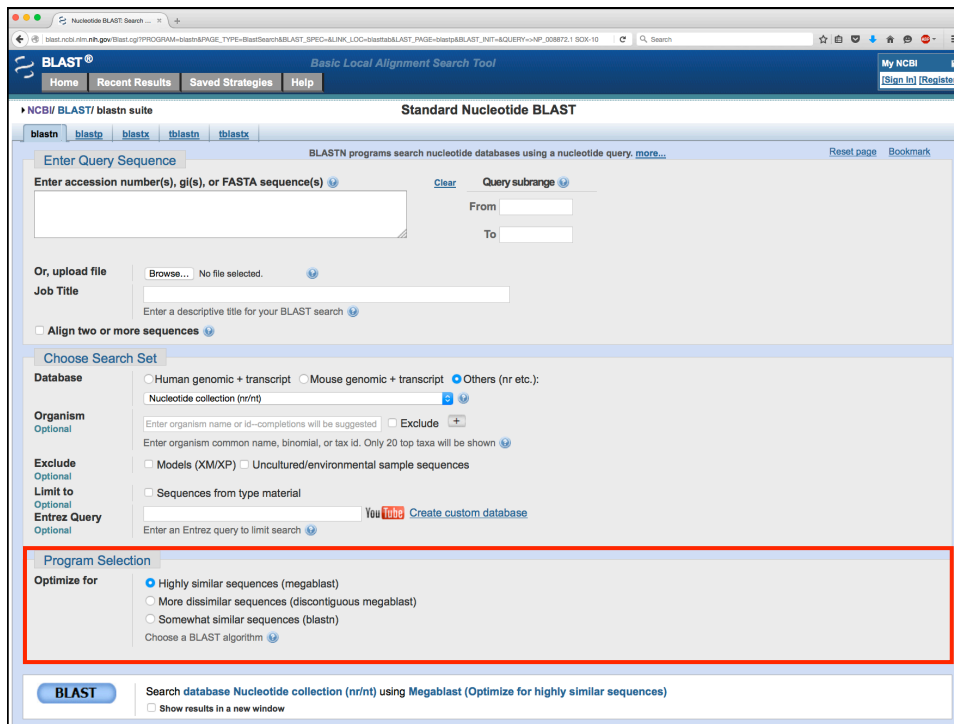 Nucleotide BLAST: Search ...
blast.ncbi.nlm.nih.gov/Blast.cgi?PROGRAM=blastn&PAGE_TYPE=BlastSearch&BLAST_SPEC=&LINK_LOC=blasttab&LAST_PAGE=blastp&BLAST_INIT=&QUERY=>NP_008872.1 SOX-10
Search
BLAST ®
Basic Local Alignment Search Tool
My NCBI
Home Recent Results Saved Strategies Help
[Sign In] [Register
NCBI/ BLAST/ blastn suite
Standard Nucleotide BLAST
blastn blastp blastx tblastn tblastx
BLASTN programs search nucleotide databases using a nucleotide query. more...
Reset page Bookmark
Enter Query Sequence
Enter accession number(s), gi(s), or FASTA sequence(s)
Clear
Query subrange
From
To
Or, upload file
Browse... No file selected.
Job Title
Enter a descriptive title for your BLAST search
Align two or more sequences
Choose Search Set
Database
Human genomic + transcript Mouse genomic + transcript Others (nr etc.):
Nucleotide collection (nr/nt)
Organism
Optional
Enter organism name or id--completions will be suggested
Exclude +
Enter organism common name, binomial, or tax id. Only 20 top taxa will be shown
Exclude
Optional
Models (XM/XP) Uncultured/environmental sample sequences
Limit to
Optional
Sequences from type material
Entrez Query
Optional
YouTube Create custom database
Enter an Entrez query to limit search
Program Selection
Optimize for
Highly similar sequences (megablast)
More dissimilar sequences (discontiguous megablast)
Somewhat similar sequences (blastn)
Choose a BLAST algorithm
BLAST
Search database Nucleotide collection (nr/nt) using Megablast (Optimize for highly similar sequences)
Show results in a new window